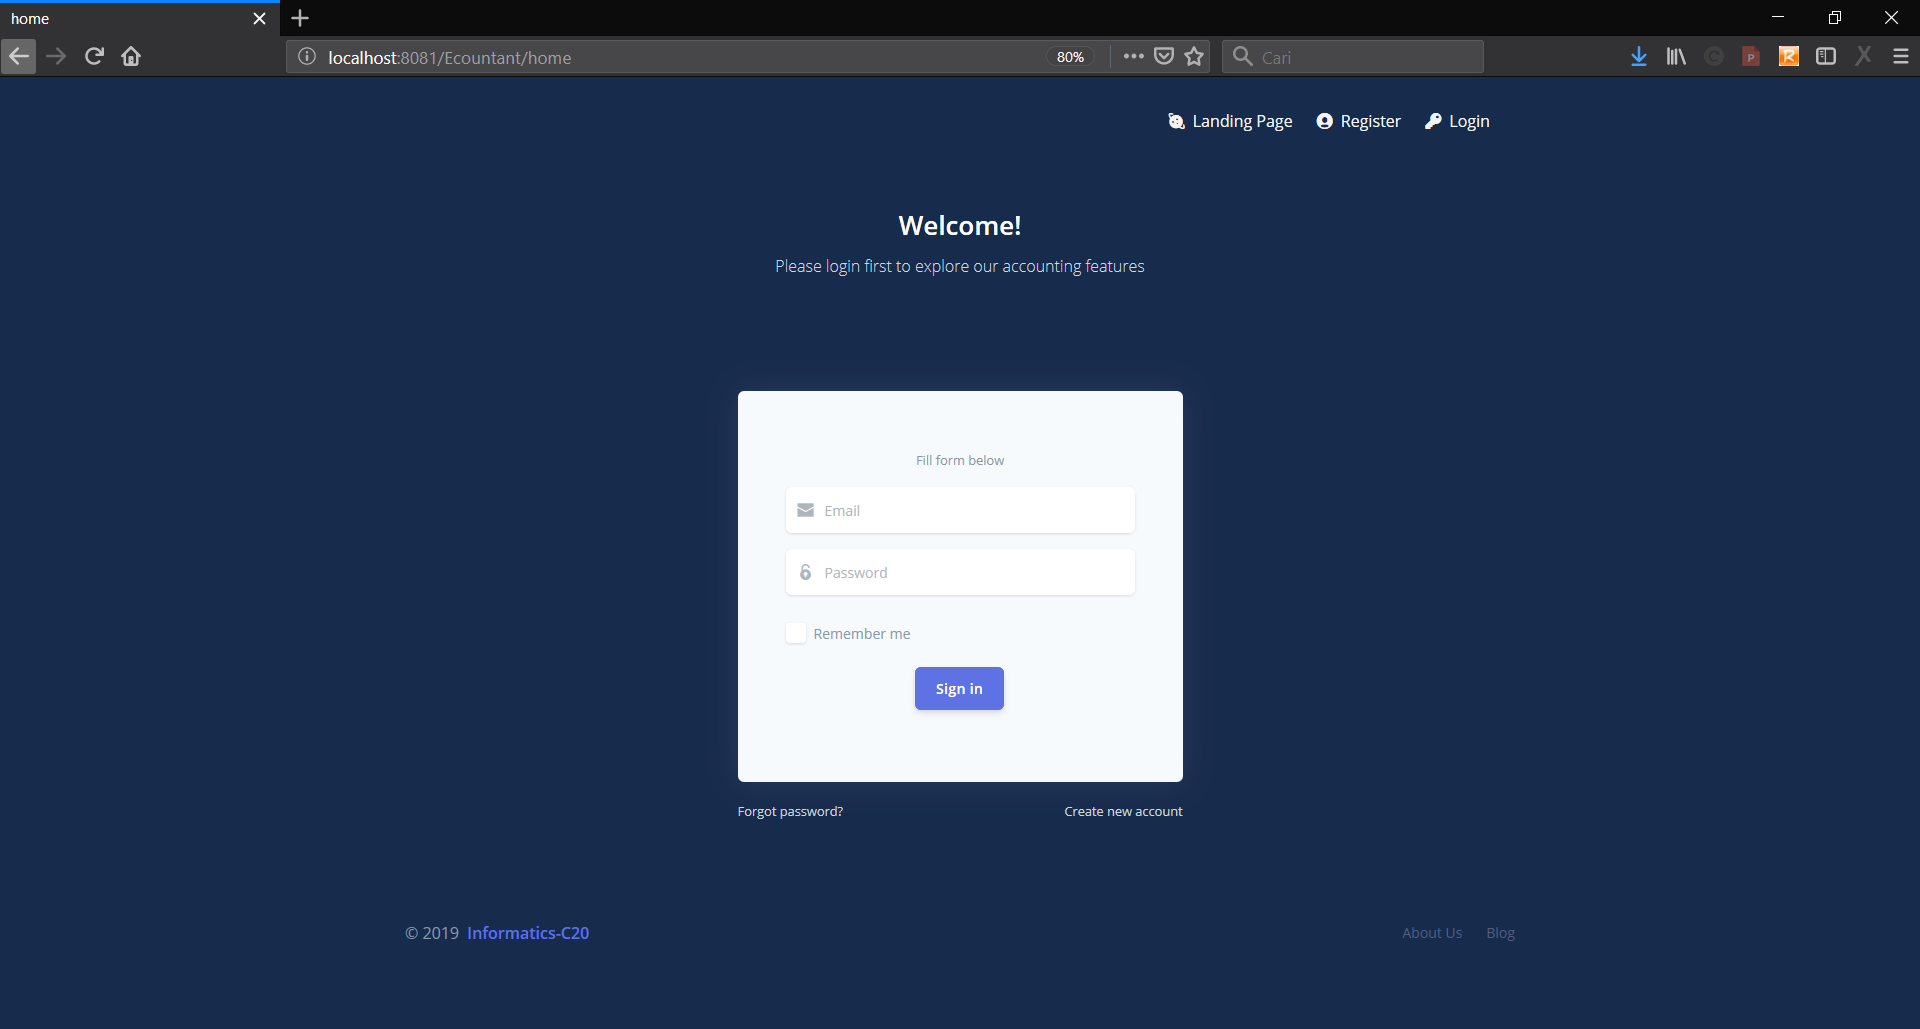 home
localhost:8081/Ecountant/home
80%
Cari
Landing Page
Register
Login
Welcome!
Please login first to explore our accounting features
Fill form below
Email
Password
Remember me
Sign in
Forgot password?
Create new account
© 2019 Informatics-C20
About Us
Blog